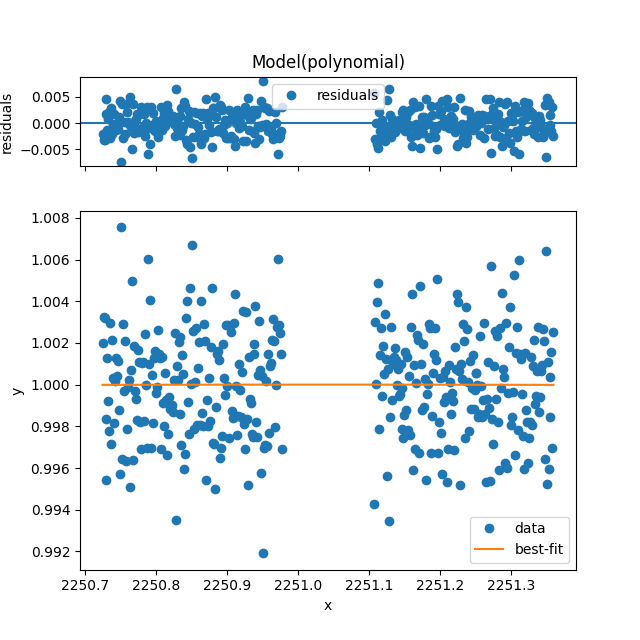 Model(polynomial)
residuals
0.005
0.000
−0.005
residuals
1.008
1.006
1.004
1.002
1.000
0.998
0.996
0.994
0.992
y
data
best-fit
2250.7 2250.8 2250.9 2251.0 2251.1 2251.2 2251.3
x